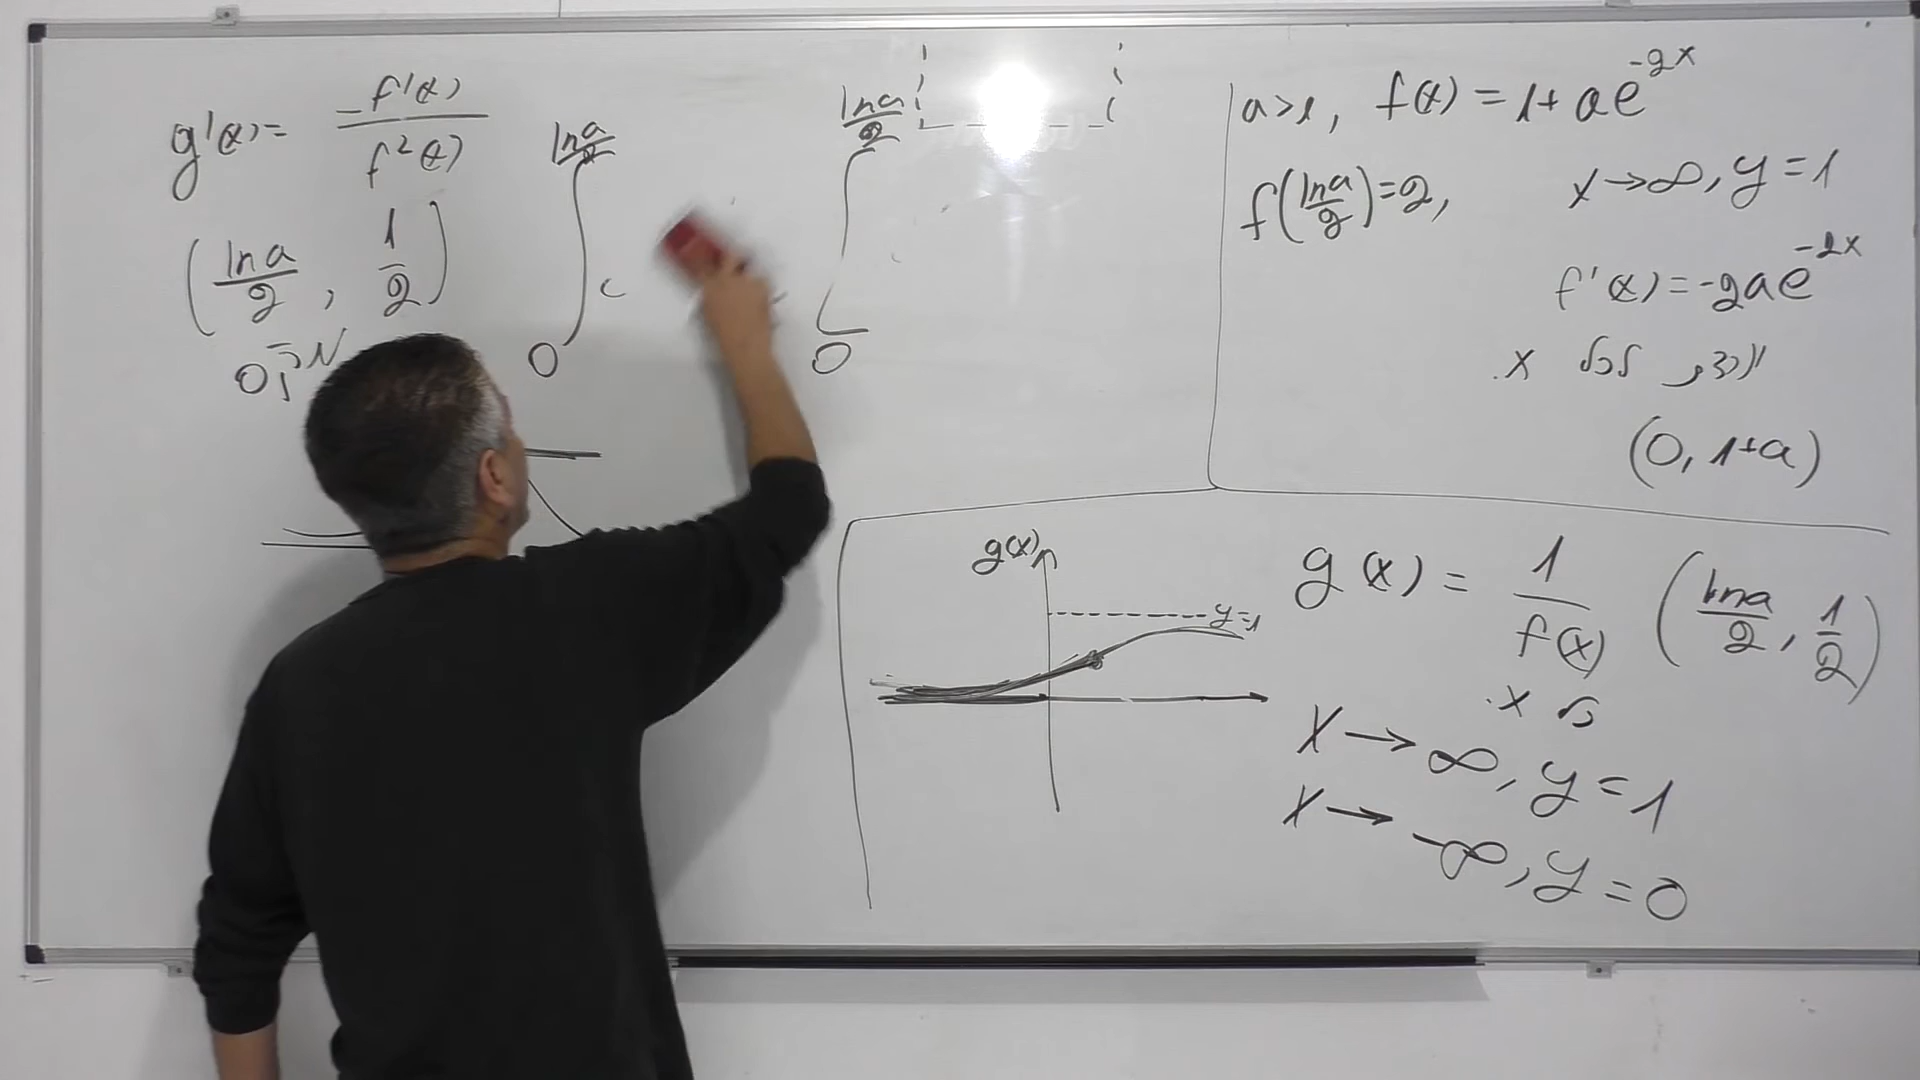 g'(x) = -f'(x) / f²(x)
(ln a / 2, 1/2)
ln a / 2
0
ln a / 2
0
a>1, f(x) = 1 + ae^{-2x}
f(ln a / 2) = 2, x→∞, y=1
f'(x) = -2ae^{-2x}
לכל x
(0, 1+a)
g(x)
y=1
g(x) = 1 / f(x) (ln a / 2, 1/2)
x → ∞, y = 1
x → -∞, y = 0